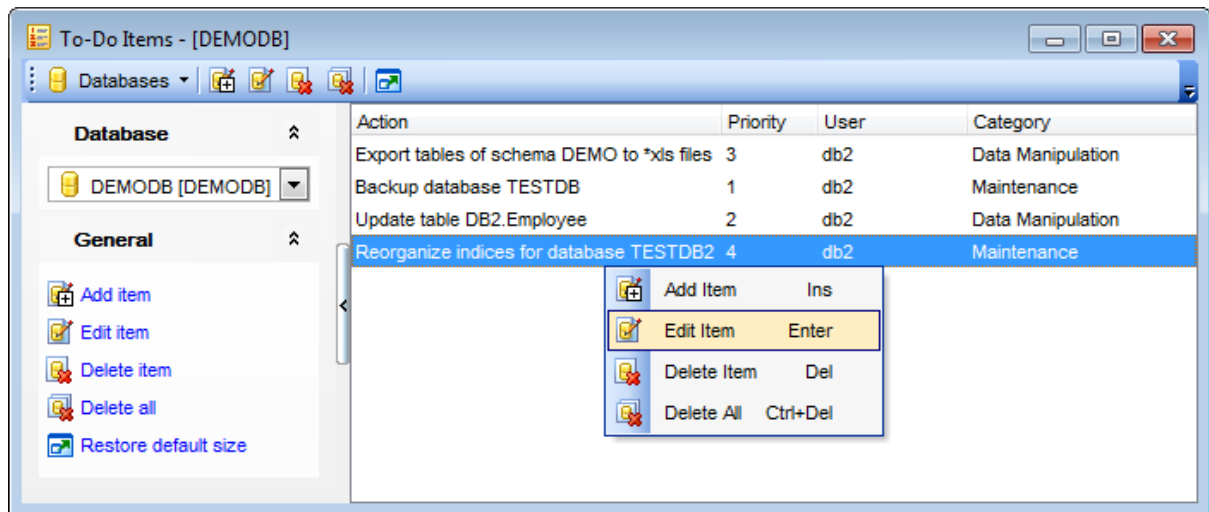 To-Do Items - [DEMODB]
Databases
Database
DEMODB [DEMODB]
General
Add item
Edit item
Delete item
Delete all
Restore default size
Action Priority User Category
Export tables of schema DEMO to *xls files 3 db2 Data Manipulation
Backup database TESTDB 1 db2 Maintenance
Update table DB2.Employee 2 db2 Data Manipulation
Reorganize indices for database TESTDB2 4 db2 Maintenance
Add Item Ins
Edit Item Enter
Delete Item Del
Delete All Ctrl+Del